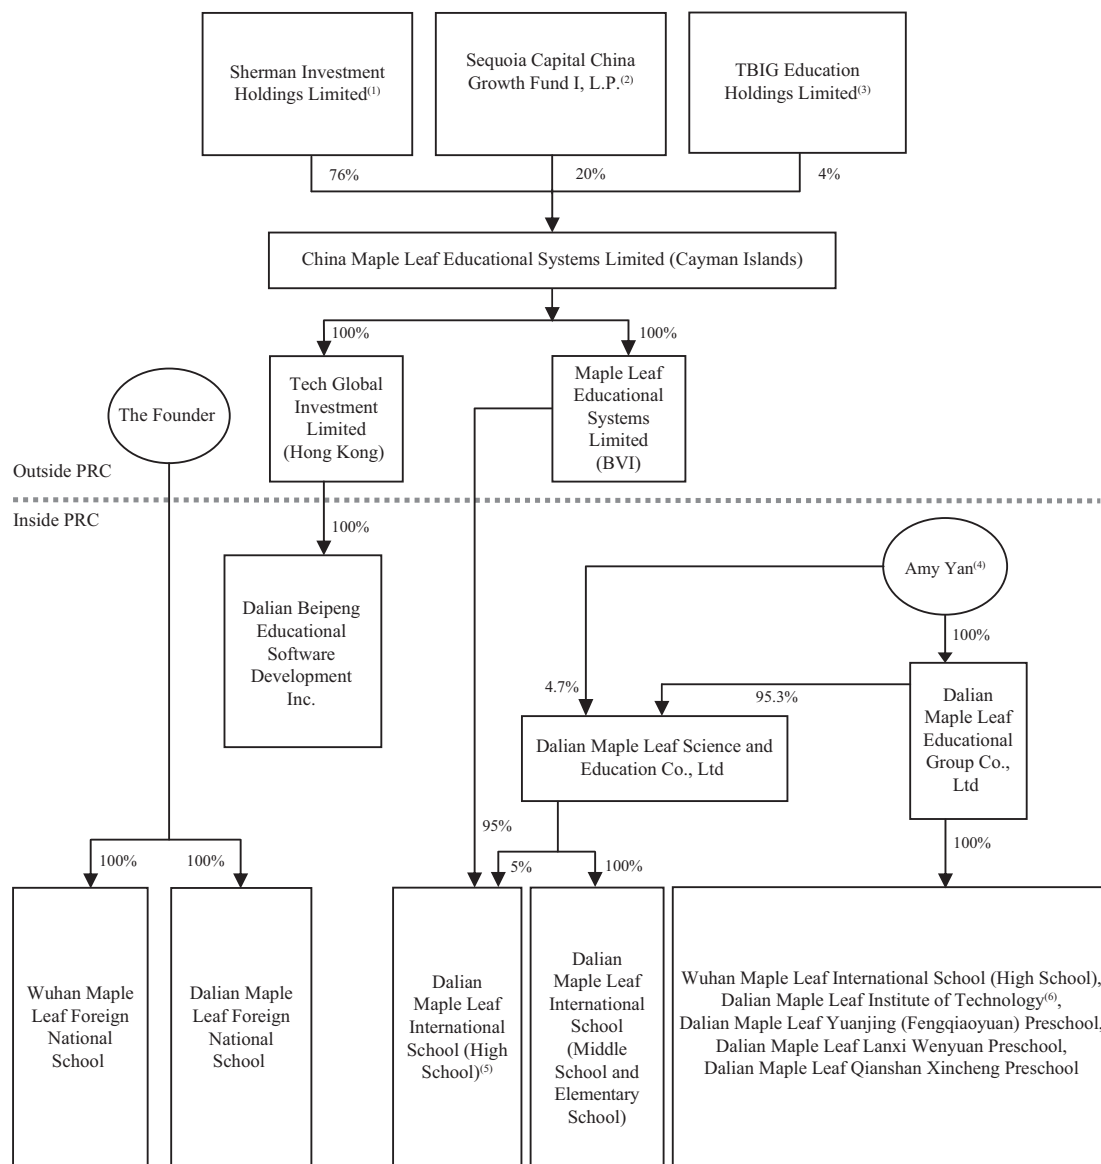 Sherman Investment
Holdings Limited(1)
Sequoia Capital China
Growth Fund I, L.P.(2)
TBIG Education
Holdings Limited(3)
76%
20%
4%
China Maple Leaf Educational Systems Limited (Cayman Islands)
100%
100%
The Founder
Tech Global
Investment
Limited
(Hong Kong)
Maple Leaf
Educational
Systems
Limited
(BVI)
Outside PRC
Inside PRC
100%
Amy Yan(4)
Dalian Beipeng
Educational
Software
Development
Inc.
100%
4.7%
95.3%
Dalian Maple Leaf Science and
Education Co., Ltd
Dalian
Maple Leaf
Educational
Group Co.,
Ltd
95%
100%
100%
100%
5%
100%
Wuhan Maple
Leaf Foreign
National
School
Dalian Maple
Leaf Foreign
National
School
Dalian
Maple Leaf
International
School (High
School)(5)
Dalian
Maple Leaf
International
School
(Middle
School and
Elementary
School)
Wuhan Maple Leaf International School (High School),
Dalian Maple Leaf Institute of Technology(6),
Dalian Maple Leaf Yuanjing (Fengqiaoyuan) Preschool,
Dalian Maple Leaf Lanxi Wenyuan Preschool,
Dalian Maple Leaf Qianshan Xincheng Preschool